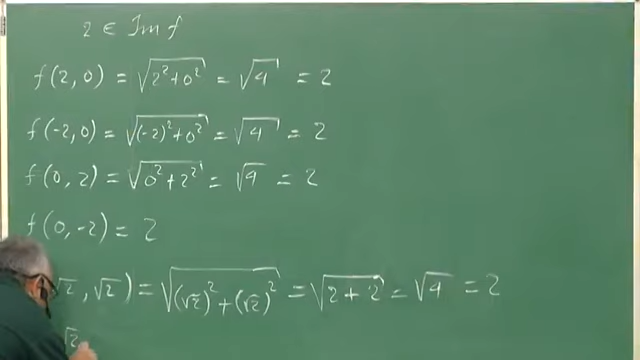 2 ∈ Im f
f(2, 0) = √(2² + 0²) = √4 = 2
f(-2, 0) = √((-2)² + 0²) = √4 = 2
f(0, 2) = √(0² + 2²) = √4 = 2
f(0, -2) = 2
√2, √2) = √((√2)² + (√2)²) = √(2 + 2) = √4 = 2
√2